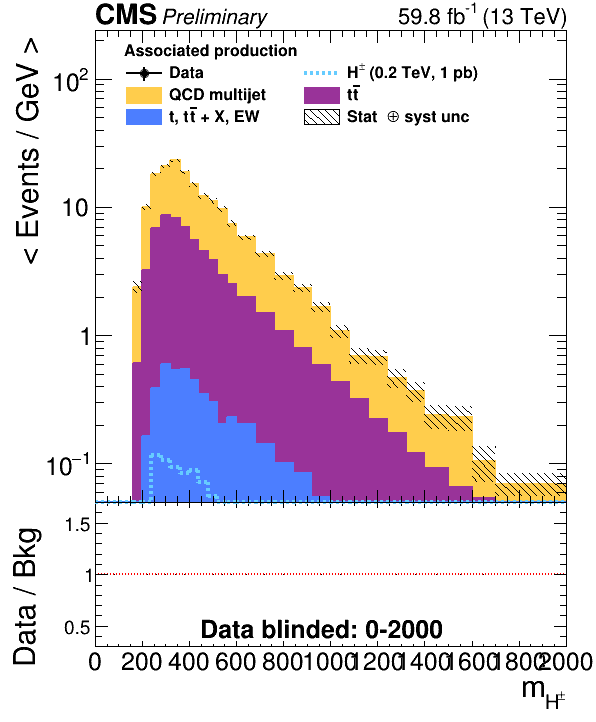 CMS Preliminary 59.8 fb⁻¹ (13 TeV)
< Events / GeV >
Associated production
Data
H± (0.2 TeV, 1 pb)
QCD multijet
tt̄
t, tt̄ + X, EW
Stat ⊕ syst unc
10²
10
1
10⁻¹
Data / Bkg
1.5
1
0.5
Data blinded: 0-2000
0 200 400 600 800 1000 1200 1400 1600 1800 2000
m_H±